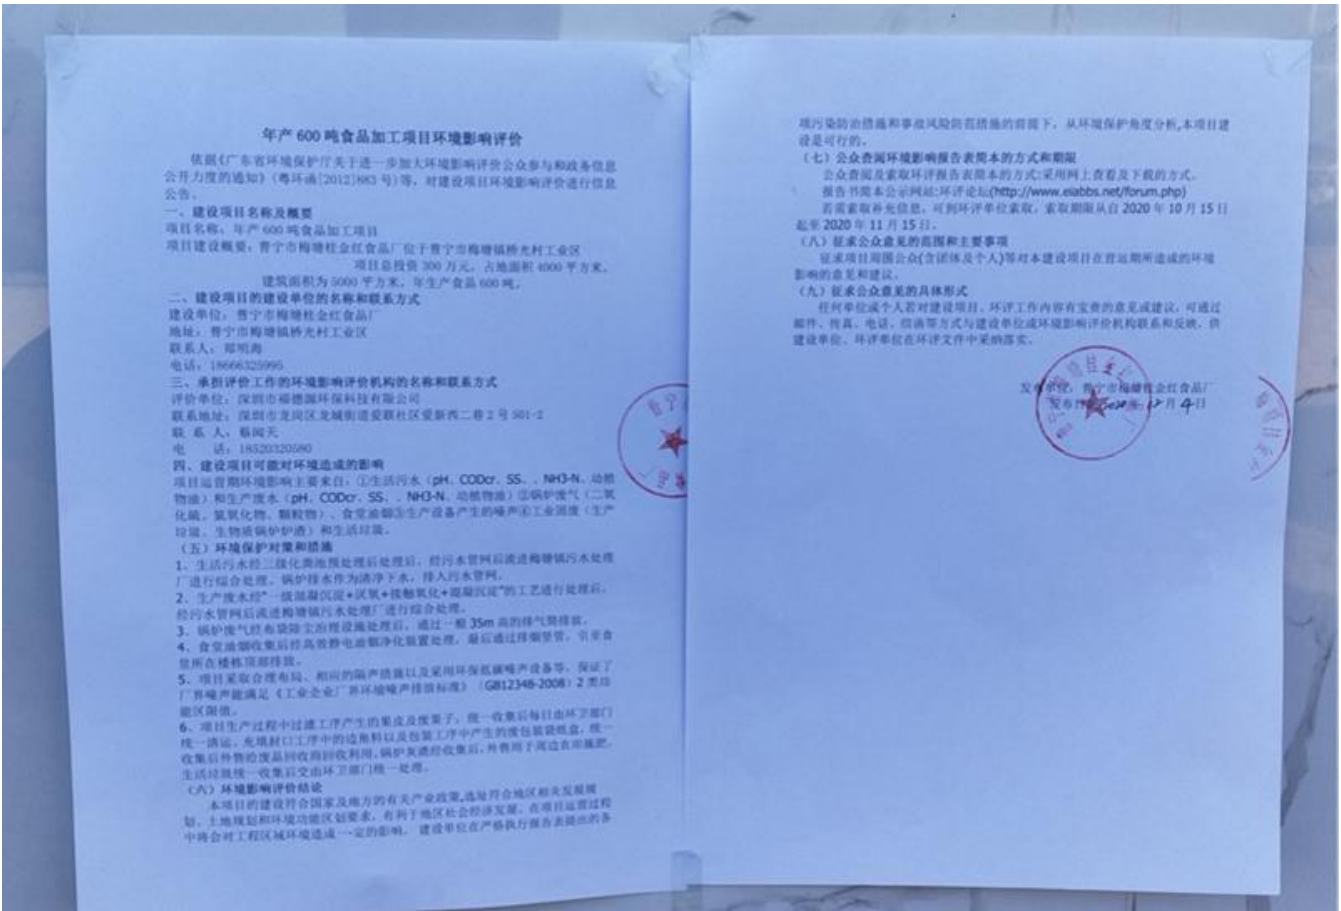 年产 600 吨食品加工项目环境影响评价
依据《广东省环境保护厅关于进一步加大环境影响评价公众参与和政务信息
公开力度的通知》（粤环函[2012]883 号)等，对建设项目环境影响评价进行信息
公告。
一、建设项目名称及概要
项目名称：年产 600 吨食品加工项目
项目建设概要：普宁市梅塘桂金红食品厂位于普宁市梅塘镇桥光村工业区
项目总投资 300 万元，占地面积 4000 平方米，
建筑面积为 5000 平方米，年生产食品 600 吨。
二、建设项目的建设单位的名称和联系方式
建设单位：普宁市梅塘桂金红食品厂
地址：普宁市梅塘镇桥光村工业区
联系人：郑明海
电话：18666325995
三、承担评价工作的环境影响评价机构的名称和联系方式
评价单位：深圳市福德源环保科技有限公司
联系地址：深圳市龙岗区龙城街道爱联社区爱新西二巷 2 号 501-2
联 系 人：蔡闻天
电 话：18520320580
四、建设项目可能对环境造成的影响
项目运营期环境影响主要来自：①生活污水（pH、CODcr、SS、、NH3-N、动植
物油）和生产废水（pH、CODcr、SS、、NH3-N、动植物油）②锅炉废气（二氧
化硫、氮氧化物、颗粒物）、食堂油烟③生产设备产生的噪声④工业固废（生产
垃圾、生物质锅炉炉渣）和生活垃圾。
（五）环境保护对策和措施
1、生活污水经三级化粪池预处理后处理后，经污水管网后流进梅塘镇污水处理
厂进行综合处理。锅炉排水作为清净下水，排入污水管网。
2、生产废水经"一级混凝沉淀+厌氧+接触氧化+混凝沉淀"的工艺进行处理后，
经污水管网后流进梅塘镇污水处理厂进行综合处理。
3、锅炉废气经布袋除尘治理设施处理后，通过一根 35m 高的排气筒排放。
4、食堂油烟收集后经高效静电油烟净化装置处理，最后通过排烟竖管，引至食
堂所在楼栋顶部排放。
5、项目采取合理布局、相应的隔声措施以及采用环保低碳噪声设备等，保证了
厂界噪声能满足《工业企业厂界环境噪声排放标准》（GB12348-2008）2 类功
能区限值。
6、项目生产过程中过滤工序产生的果皮及废果子，统一收集后每日由环卫部门
统一清运。充填封口工序中的边角料以及包装工序中产生的废包装袋纸盒，统一
收集后外售给废品回收商回收利用。锅炉灰渣经收集后，外售用于周边农田施肥。
生活垃圾统一收集后交由环卫部门统一处理。
（六）环境影响评价结论
本项目的建设符合国家及地方的有关产业政策,选址符合地区相关发展规
划、土地规划和环境功能区划要求，有利于地区社会经济发展。在项目运营过程
中将会对工程区域环境造成一定的影响。建设单位在严格执行报告表提出的各
项污染防治措施和事故风险防范措施的前提下，从环境保护角度分析,本项目建
设是可行的。
（七）公众查阅环境影响报告表简本的方式和期限
公众查阅及索取环评报告表简本的方式:采用网上查看及下载的方式。
报告书简本公示网站:环评论坛(http://www.eiabbs.net/forum.php)
若需索取补充信息，可到环评单位索取，索取期限从自 2020 年 10 月 15 日
起至 2020 年 11 月 15 日。
（八）征求公众意见的范围和主要事项
征求项目周围公众(含团体及个人)等对本建设项目在营运期所造成的环境
影响的意见和建议。
（九）征求公众意见的具体形式
任何单位或个人若对建设项目、环评工作内容有宝贵的意见或建议，可通过
邮件、传真、电话、信函等方式与建设单位或环境影响评价机构联系和反映，供
建设单位、环评单位在环评文件中采纳落实。
发布单位：普宁市梅塘桂金红食品厂
发布日 2020 年 12 月 4 日